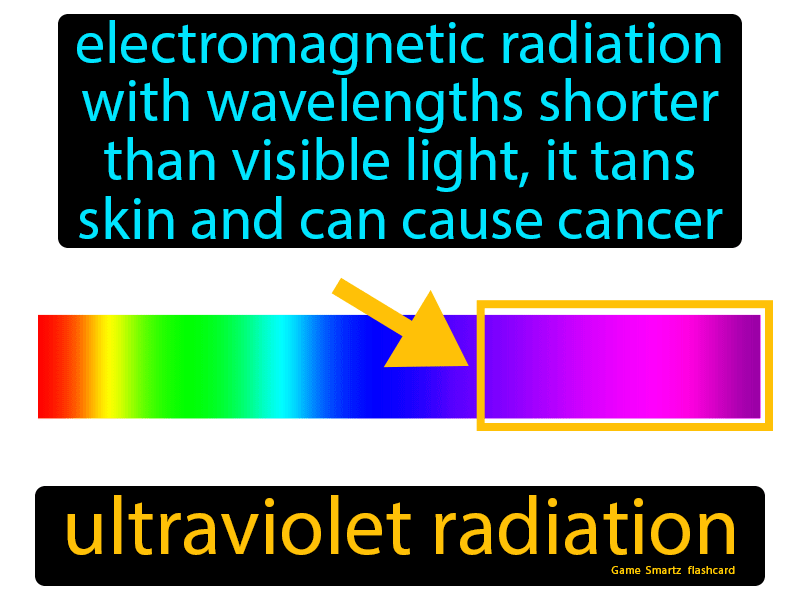 electromagnetic radiation
with wavelengths shorter
than visible light, it tans
skin and can cause cancer
ultraviolet radiation
Game Smartz flashcard